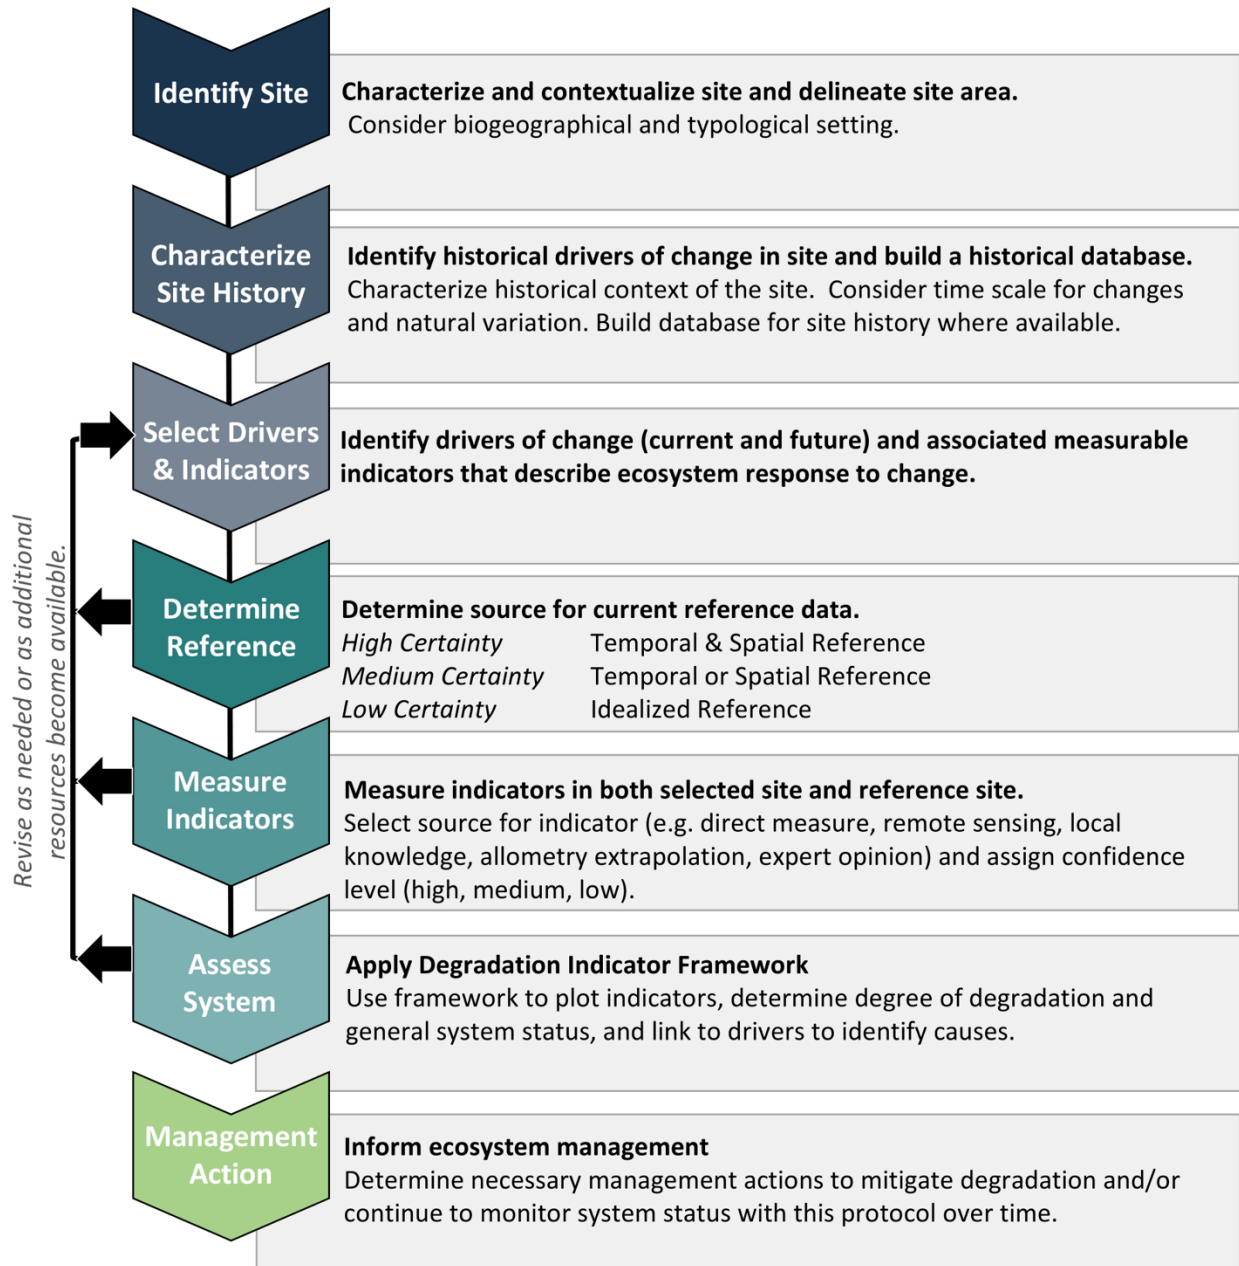 Identify Site
Characterize and contextualize site and delineate site area.
Consider biogeographical and typological setting.
Characterize
Site History
Identify historical drivers of change in site and build a historical database.
Characterize historical context of the site.  Consider time scale for changes
and natural variation. Build database for site history where available.
Select Drivers
& Indicators
Identify drivers of change (current and future) and associated measurable
indicators that describe ecosystem response to change.
Revise as needed or as additional
resources become available.
Determine
Reference
Determine source for current reference data.
High Certainty Temporal & Spatial Reference
Medium Certainty Temporal or Spatial Reference
Low Certainty Idealized Reference
Measure
Indicators
Measure indicators in both selected site and reference site.
Select source for indicator (e.g. direct measure, remote sensing, local
knowledge, allometry extrapolation, expert opinion) and assign confidence
level (high, medium, low).
Assess
System
Apply Degradation Indicator Framework
Use framework to plot indicators, determine degree of degradation and
general system status, and link to drivers to identify causes.
Management
Action
Inform ecosystem management
Determine necessary management actions to mitigate degradation and/or
continue to monitor system status with this protocol over time.